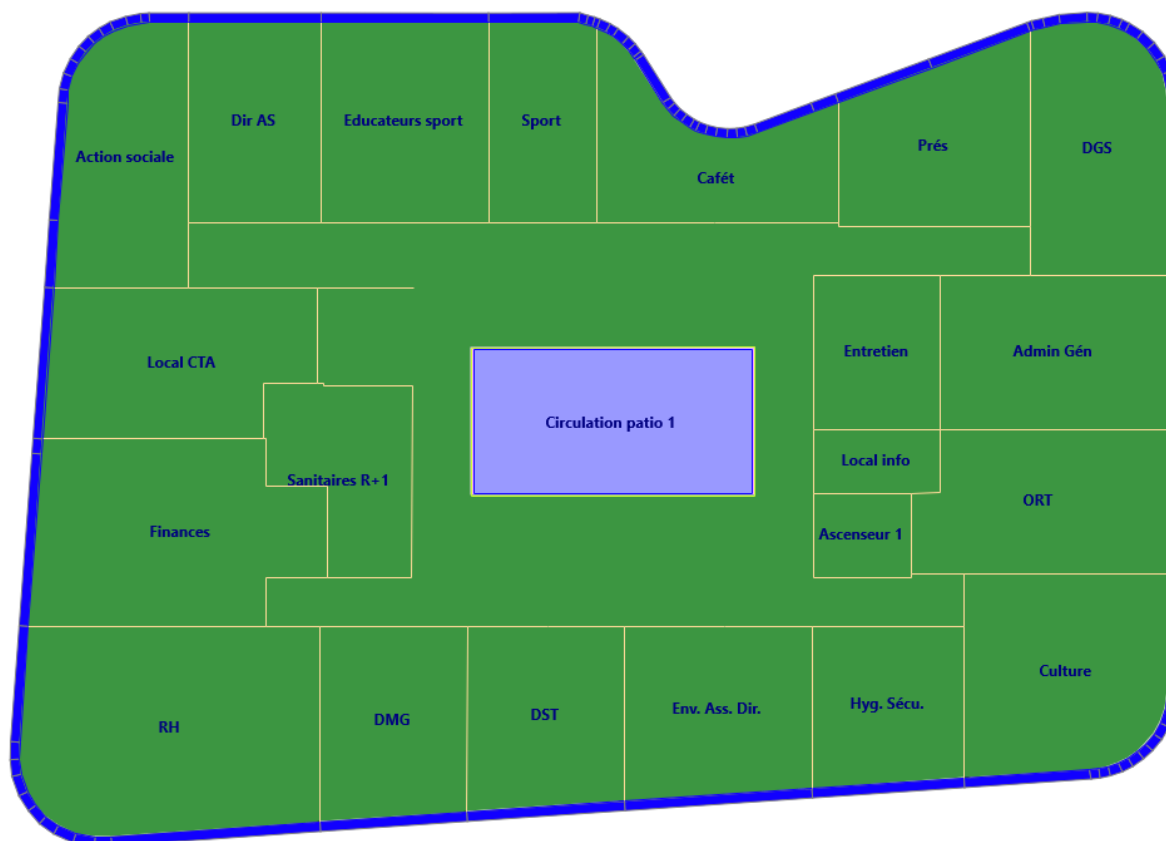 Dir AS
Educateurs sport
Sport
Prés
DGS
Action sociale
Cafét
Local CTA
Entretien
Admin Gén
Circulation patio 1
Local info
Sanitaires R+1
ORT
Finances
Ascenseur 1
Culture
RH
DMG
DST
Env. Ass. Dir.
Hyg. Sécu.